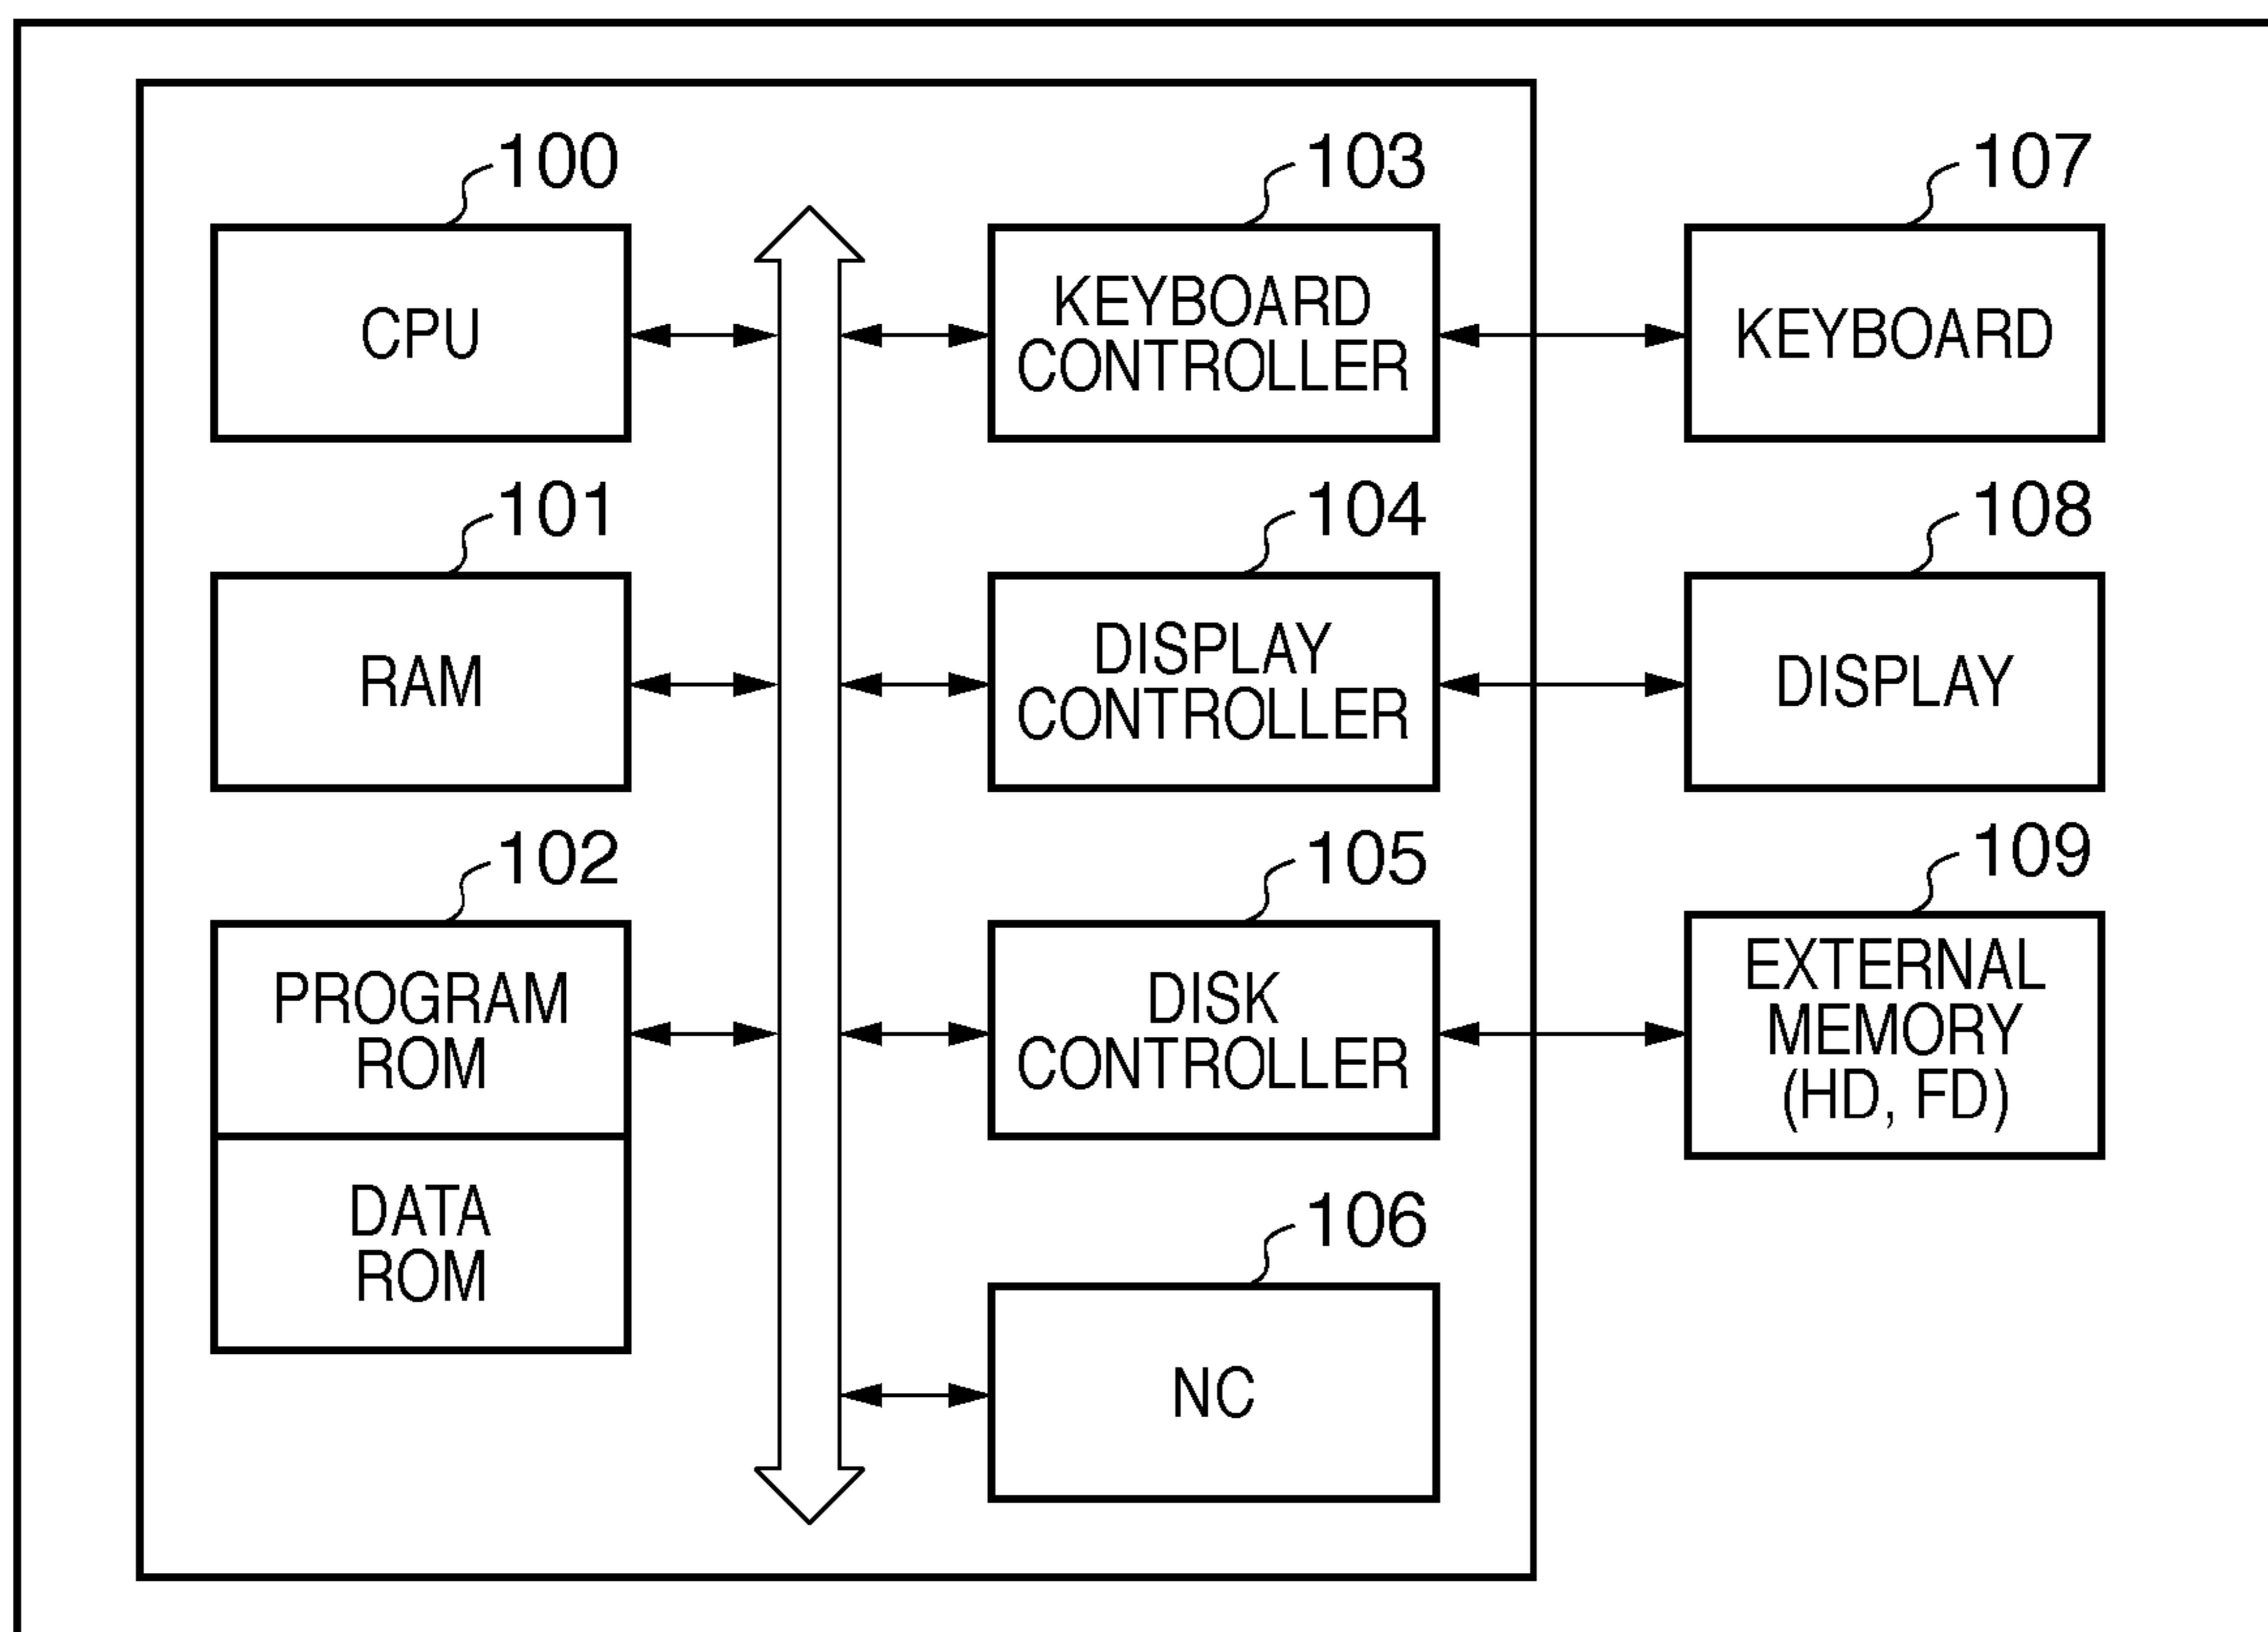 100
CPU
103
KEYBOARD
CONTROLLER
107
KEYBOARD
101
RAM
104
DISPLAY
CONTROLLER
108
DISPLAY
102
PROGRAM
ROM
DATA
ROM
105
DISK
CONTROLLER
109
EXTERNAL
MEMORY
(HD, FD)
106
NC